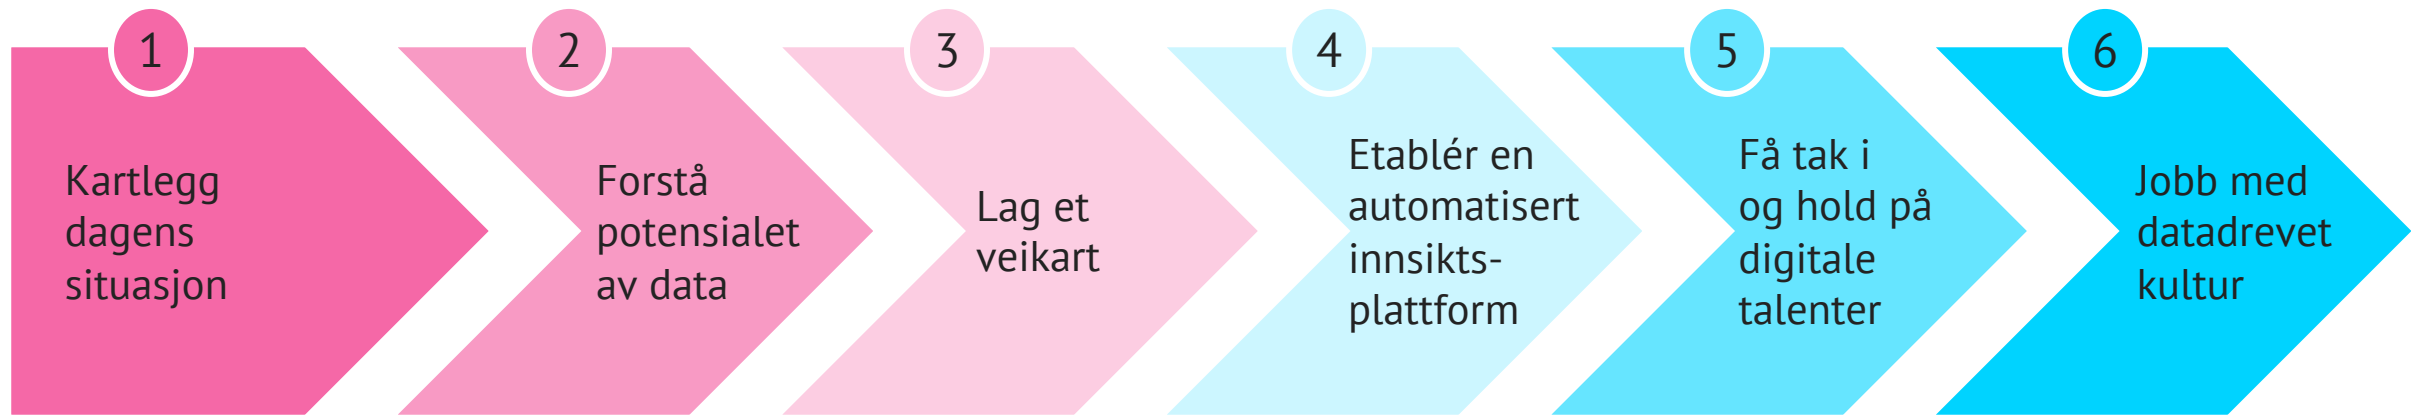 1
Kartlegg
dagens
situasjon
2
Forstå
potensialet
av data
3
Lag et
veikart
4
Etablér en
automatisert
innsikts-
plattform
5
Få tak i
og hold på
digitale
talenter
6
Jobb med
datadrevet
kultur